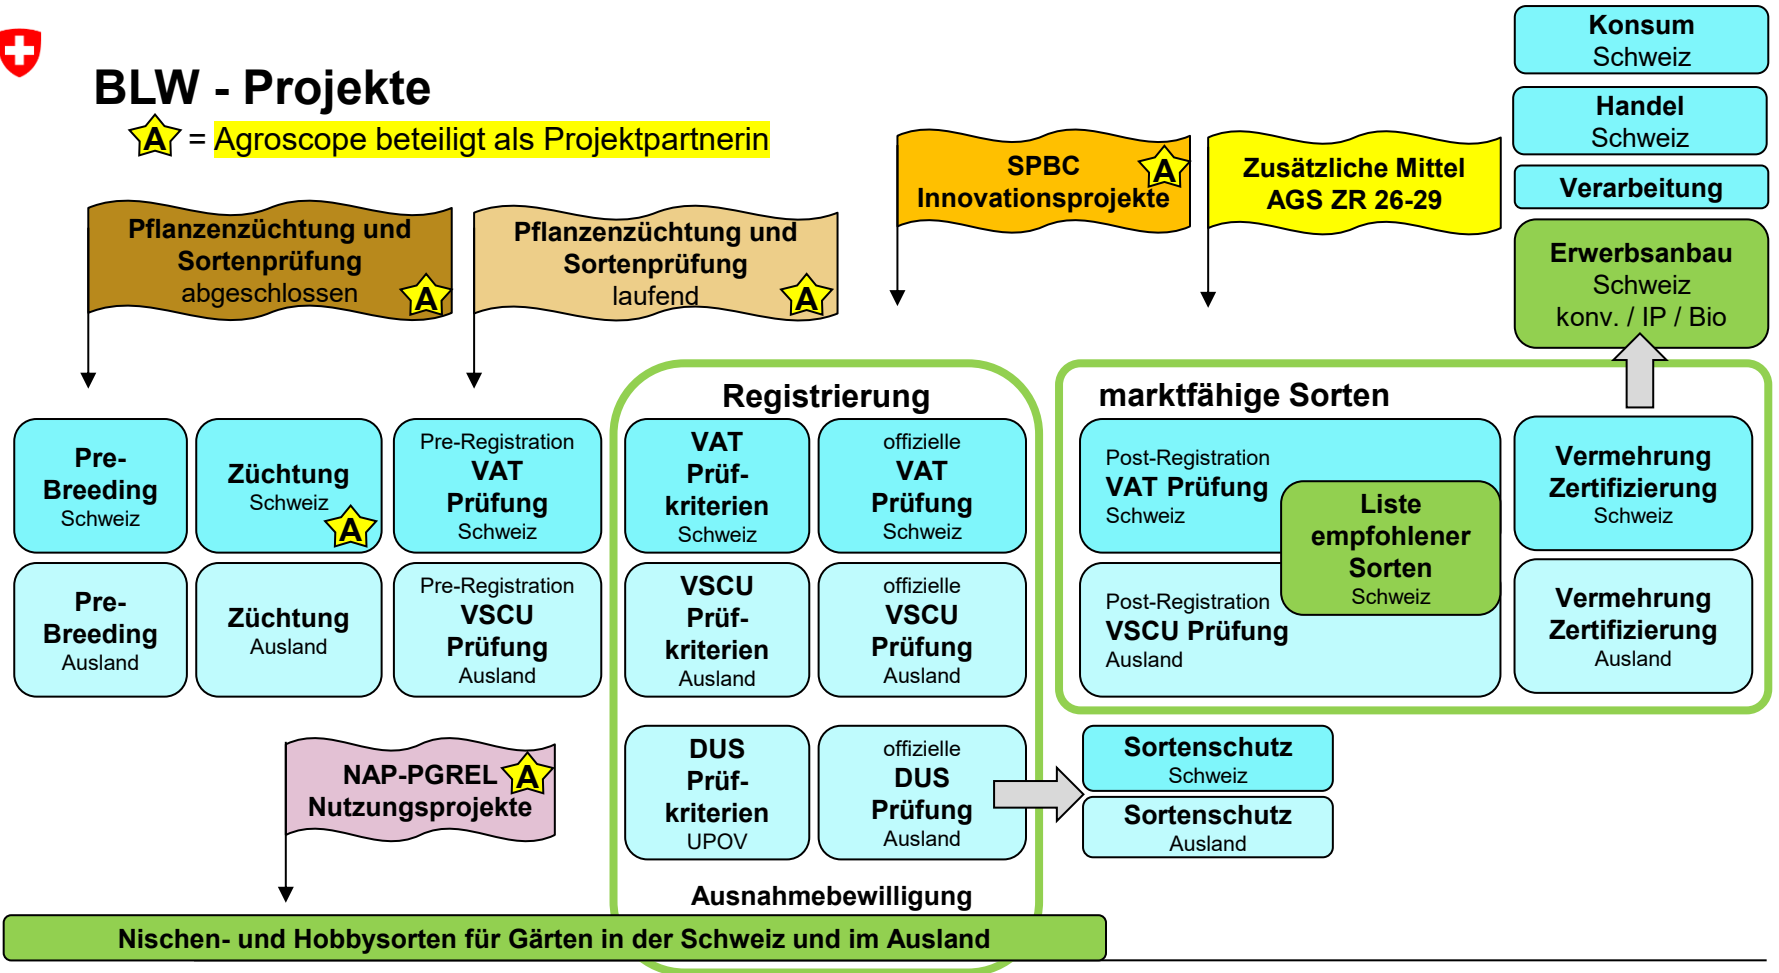 BLW - Projekte
A = Agroscope beteiligt als Projektpartnerin
Pflanzenzüchtung und
Sortenprüfung
abgeschlossen
A
Pflanzenzüchtung und
Sortenprüfung
laufend
A
SPBC
Innovationsprojekte
A
Zusätzliche Mittel
AGS ZR 26-29
Konsum
Schweiz
Handel
Schweiz
Verarbeitung
Erwerbsanbau
Schweiz
konv. / IP / Bio
Pre-
Breeding
Schweiz
Züchtung
Schweiz
A
Pre-Registration
VAT
Prüfung
Schweiz
Pre-
Breeding
Ausland
Züchtung
Ausland
Pre-Registration
VSCU
Prüfung
Ausland
Registrierung
VAT
Prüf-
kriterien
Schweiz
offizielle
VAT
Prüfung
Schweiz
VSCU
Prüf-
kriterien
Ausland
offizielle
VSCU
Prüfung
Ausland
DUS
Prüf-
kriterien
UPOV
offizielle
DUS
Prüfung
Ausland
Ausnahmebewilligung
marktfähige Sorten
Post-Registration
VAT Prüfung
Schweiz
Post-Registration
VSCU Prüfung
Ausland
Liste
empfohlener
Sorten
Schweiz
Vermehrung
Zertifizierung
Schweiz
Vermehrung
Zertifizierung
Ausland
Sortenschutz
Schweiz
Sortenschutz
Ausland
NAP-PGREL
Nutzungsprojekte
A
Nischen- und Hobbysorten für Gärten in der Schweiz und im Ausland